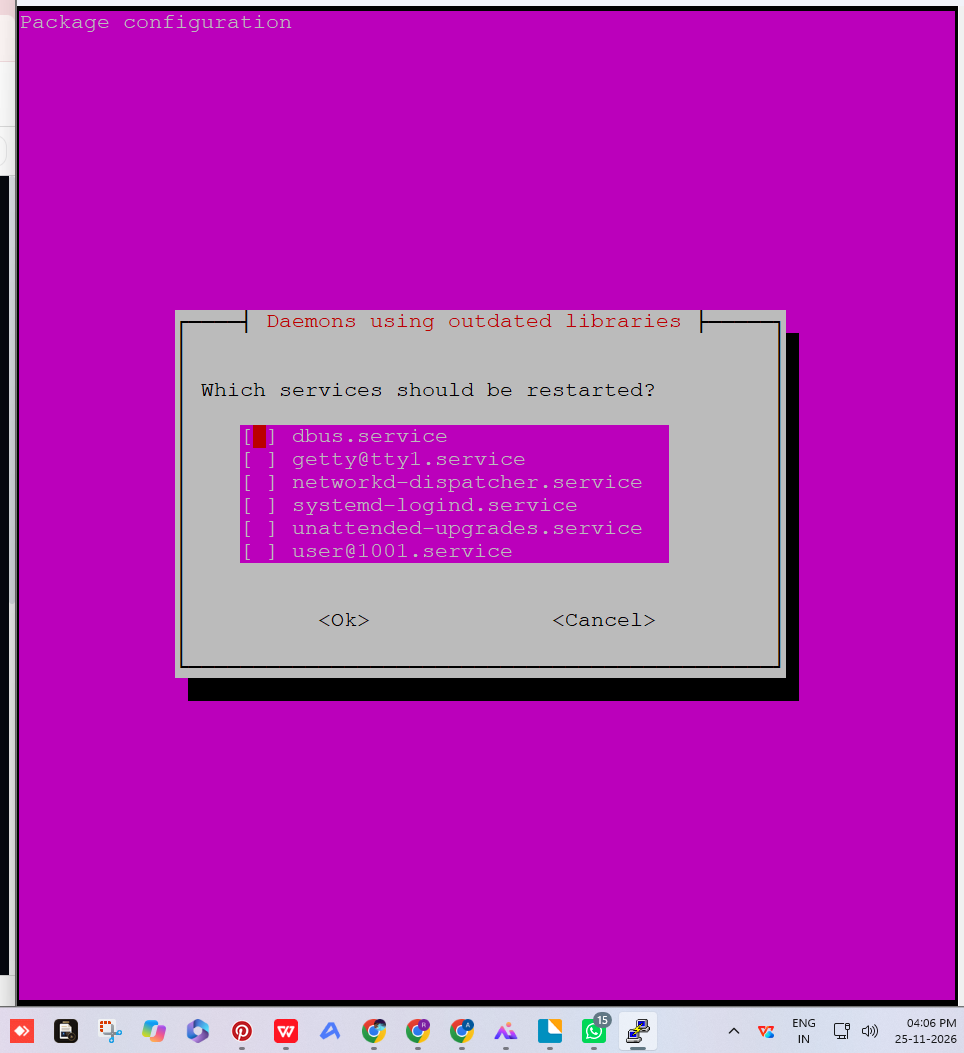 Package configuration
Daemons using outdated libraries
Which services should be restarted?
[ ] dbus.service
[ ] getty@tty1.service
[ ] networkd-dispatcher.service
[ ] systemd-logind.service
[ ] unattended-upgrades.service
[ ] user@1001.service
<Ok> <Cancel>
15
ENG
IN
04:06 PM
25-11-2026